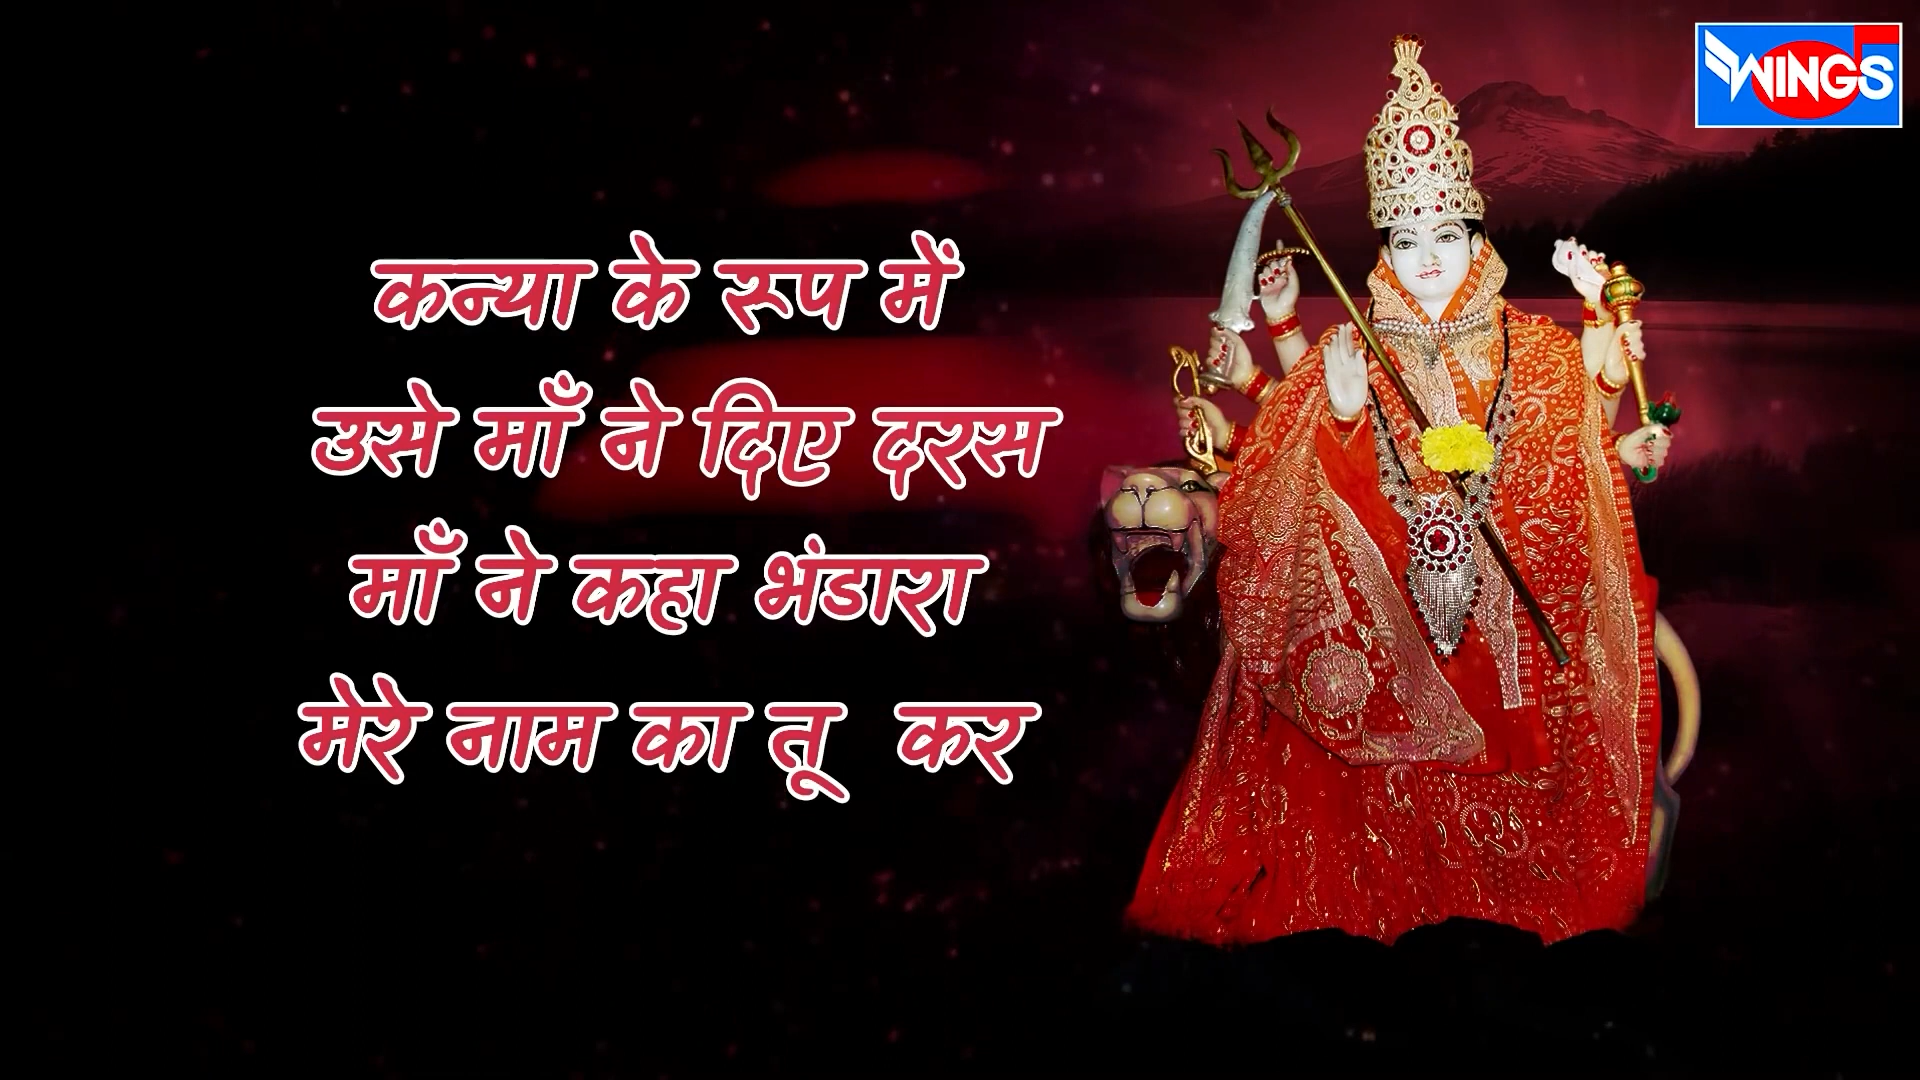 WINGS
कन्या के रूप में
उसे माँ ने दिए दरस
माँ ने कहा भंडारा
मेरे नाम का तू कर